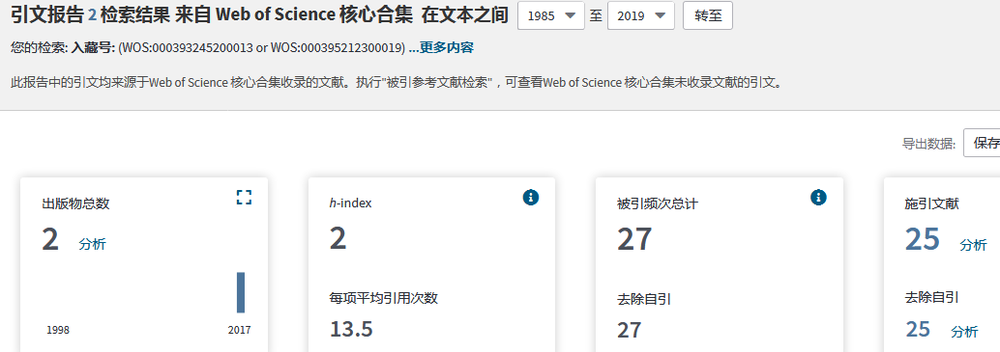 引文报告 2 检索结果 来自 Web of Science 核心合集 在文本之间 1985 至 2019 转至
您的检索: 入藏号: (WOS:000393245200013 or WOS:000395212300019) ...更多内容
此报告中的引文均来源于Web of Science 核心合集收录的文献。执行"被引参考文献检索"，可查看Web of Science 核心合集未收录文献的引文。
导出数据: 保存
出版物总数
2 分析
1998 2017
h-index
2
每项平均引用次数
13.5
被引频次总计
27
去除自引
27
施引文献
25 分析
去除自引
25 分析